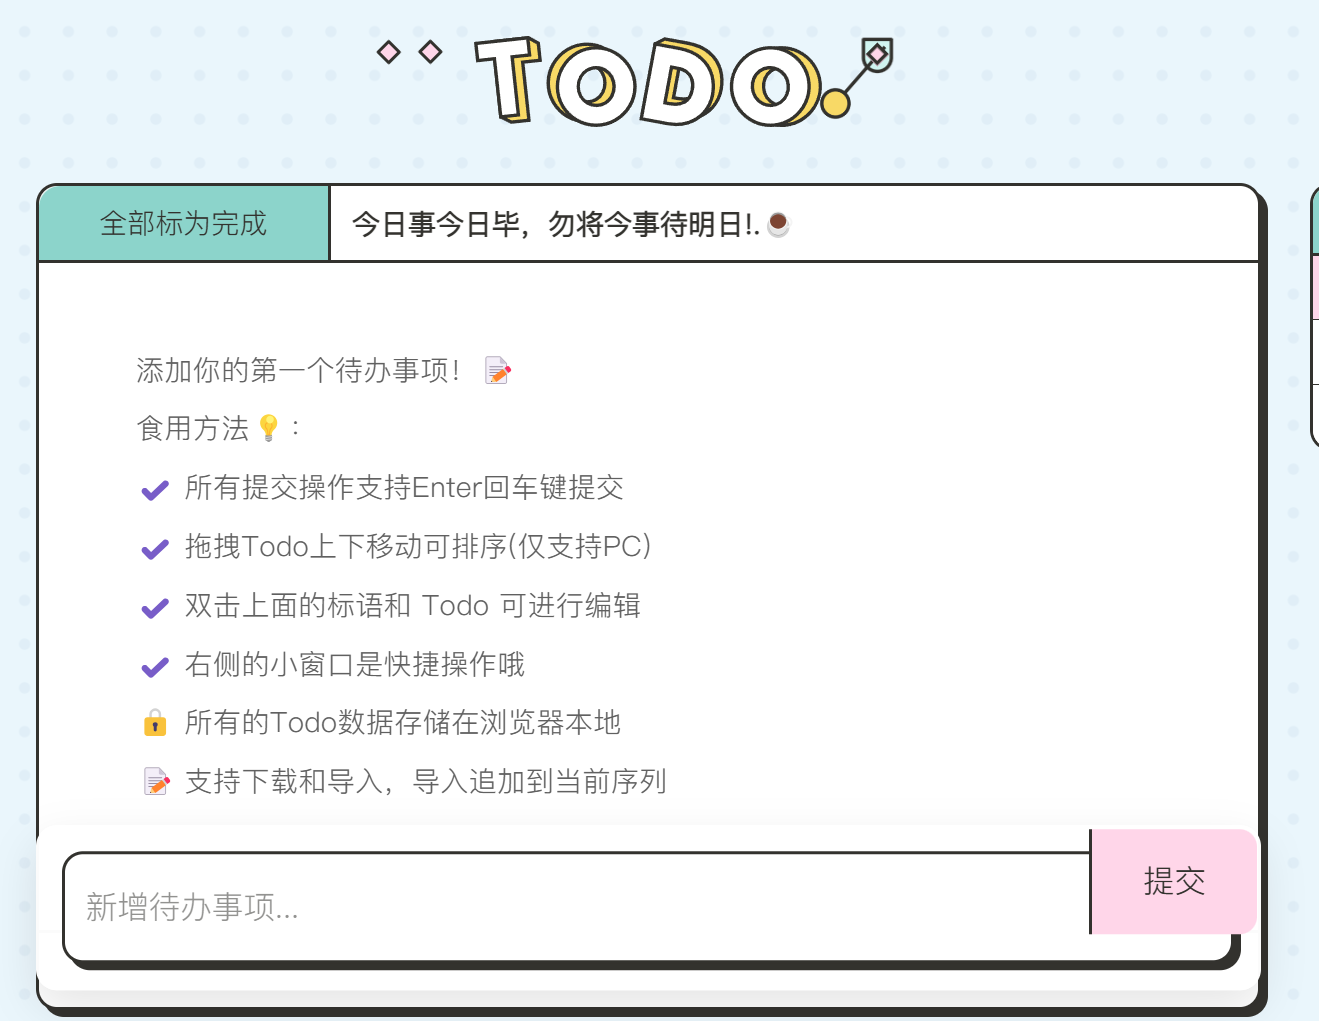 TODO
全部标为完成
今日事今日毕，勿将今事待明日!.
添加你的第一个待办事项！
食用方法：
所有提交操作支持Enter回车键提交
拖拽Todo上下移动可排序(仅支持PC)
双击上面的标语和 Todo 可进行编辑
右侧的小窗口是快捷操作哦
所有的Todo数据存储在浏览器本地
支持下载和导入，导入追加到当前序列
新增待办事项...
提交